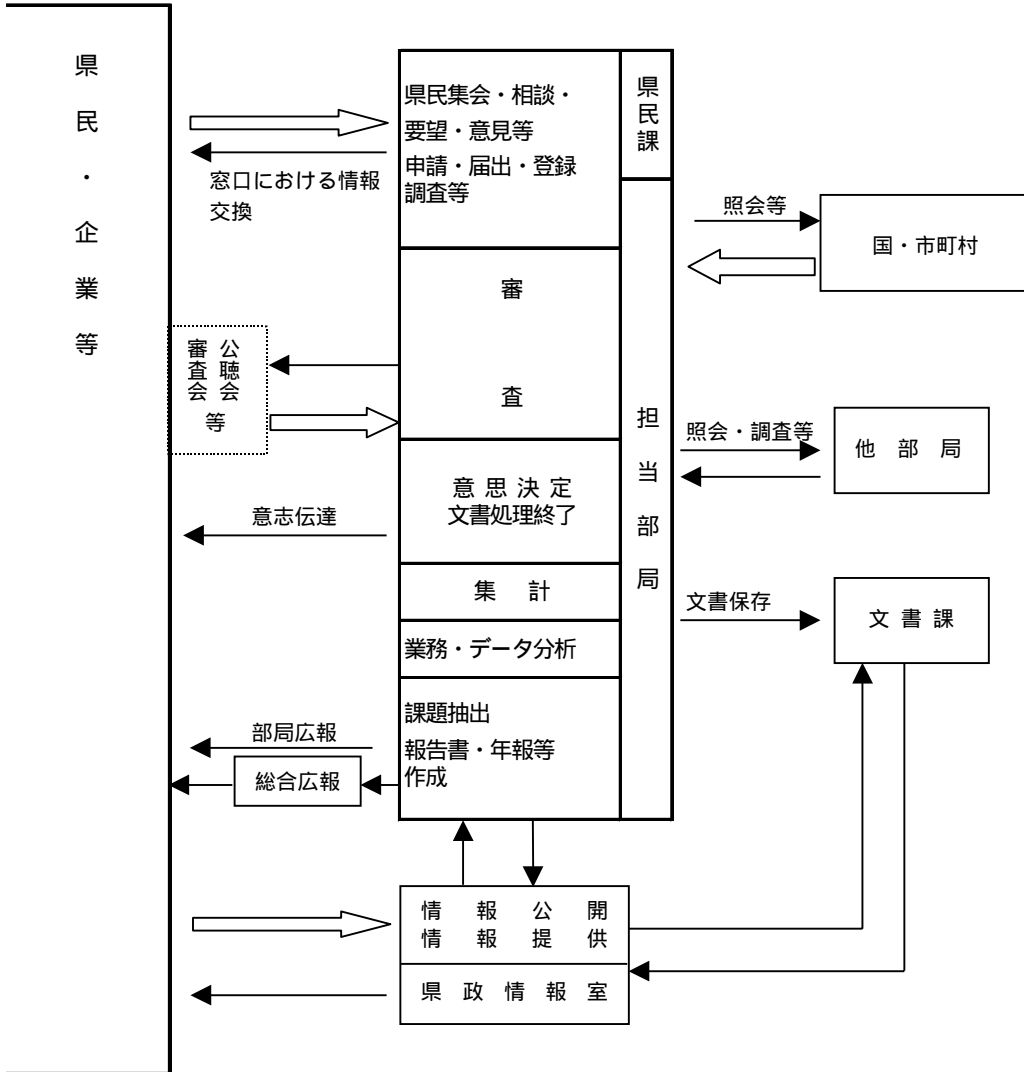 県民・企業等
県民集会・相談・
要望・意見等
申請・届出・登録
調査等
県民課
窓口における情報
交換
照会等
国・市町村
審
査
公聴会
審査会
等
担当部局
照会・調査等
他部局
意思決定
文書処理終了
意志伝達
集計
文書保存
文書課
業務・データ分析
課題抽出
報告書・年報等
作成
部局広報
総合広報
情報公開
情報提供
県政情報室